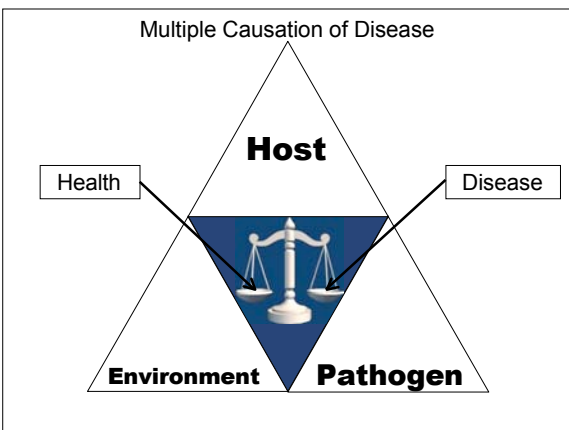 Multiple Causation of Disease
Host
Health
Disease
Environment
Pathogen